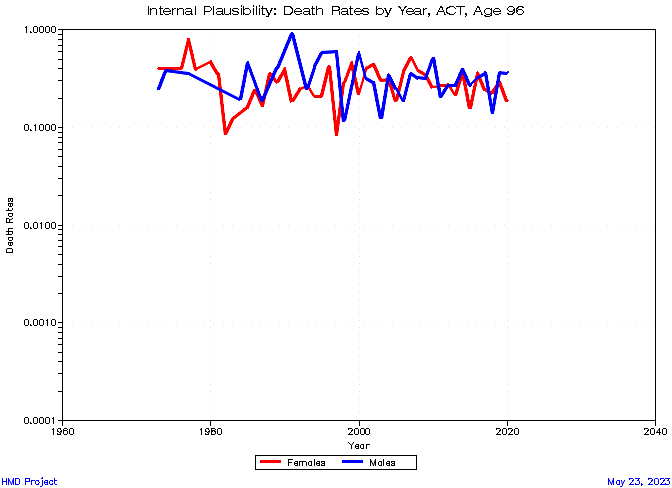 Internal Plausibility: Death Rates by Year, ACT, Age 96
1.0000
0.1000
0.0100
0.0010
0.0001
Death Rates
1960
1980
2000
2020
2040
Year
Females
Males
HMD Project
May 23, 2023